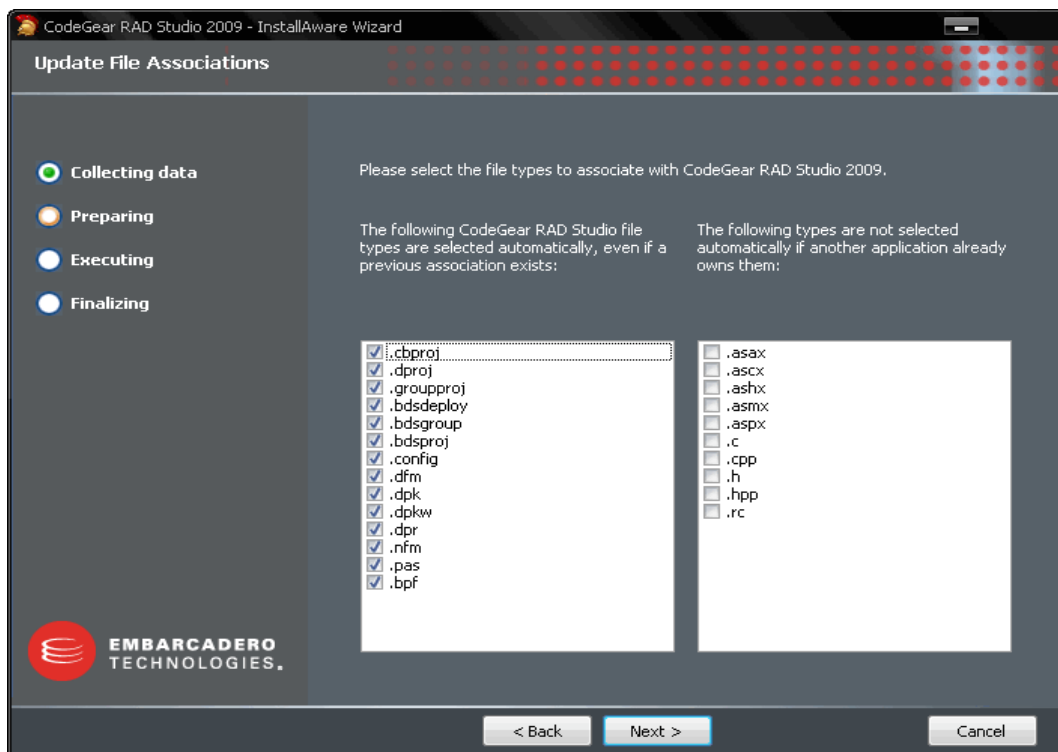 CodeGear RAD Studio 2009 - InstallAware Wizard
Update File Associations
Collecting data
Preparing
Executing
Finalizing
Please select the file types to associate with CodeGear RAD Studio 2009.
The following CodeGear RAD Studio file
types are selected automatically, even if a
previous association exists:
.cbproj
.dproj
.groupproj
.bdsdeploy
.bdsgroup
.bdsproj
.config
.dfm
.dpk
.dpkw
.dpr
.nfm
.pas
.bpf
The following types are not selected
automatically if another application already
owns them:
.asax
.ascx
.ashx
.asmx
.aspx
.c
.cpp
.h
.hpp
.rc
EMBARCADERO
TECHNOLOGIES.
< Back
Next >
Cancel